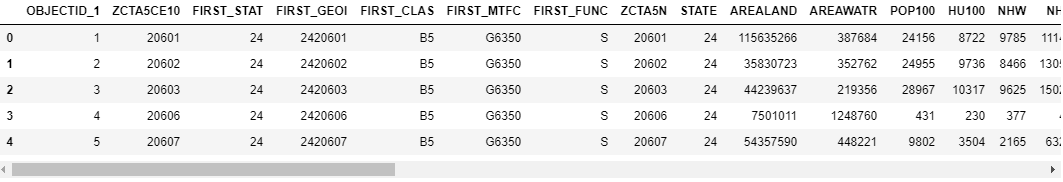 OBJECTID_1 ZCTA5CE10 FIRST_STAT FIRST_GEOI FIRST_CLAS FIRST_MTFC FIRST_FUNC ZCTA5N STATE AREALAND AREAWATR POP100 HU100 NHW
0 1 20601 24 2420601 B5 G6350 S 20601 24 115635266 387684 24156 8722 9785
1 2 20602 24 2420602 B5 G6350 S 20602 24 35830723 352762 24955 9736 8466
2 3 20603 24 2420603 B5 G6350 S 20603 24 44239637 219356 28967 10317 9625
3 4 20606 24 2420606 B5 G6350 S 20606 24 7501011 1248760 431 230 377
4 5 20607 24 2420607 B5 G6350 S 20607 24 54357590 448221 9802 3504 2165